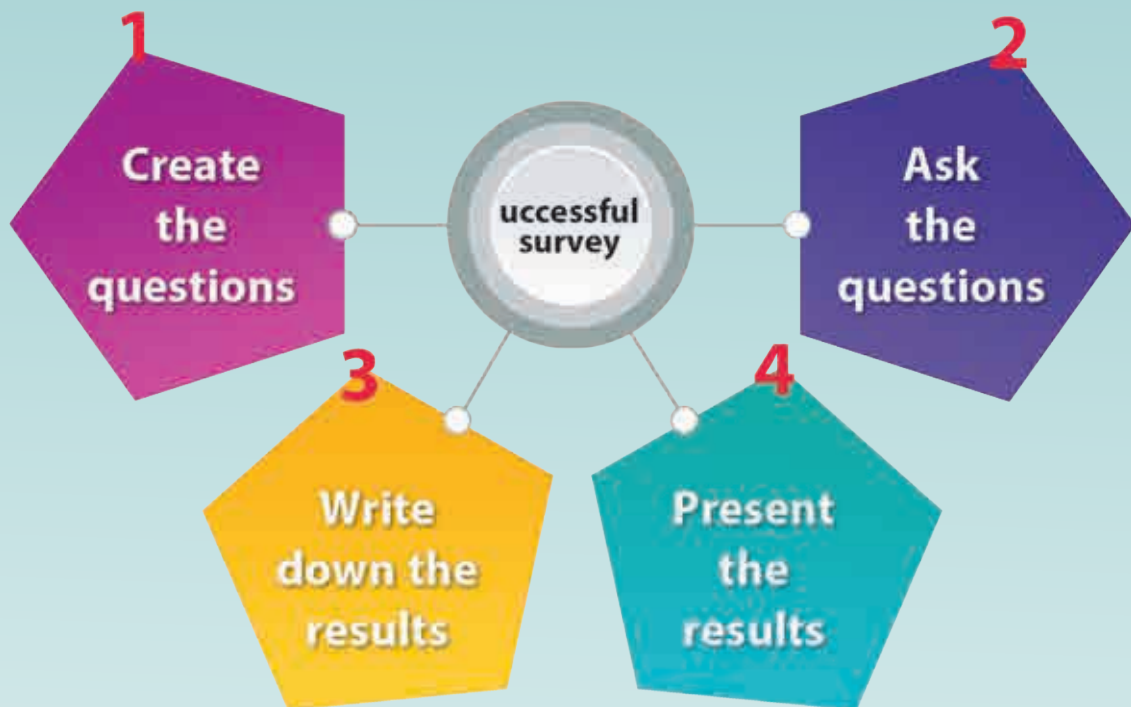 1
Create
the
questions
2
Ask
the
questions
uccessful
survey
3
Write
down the
results
4
Present
the
results